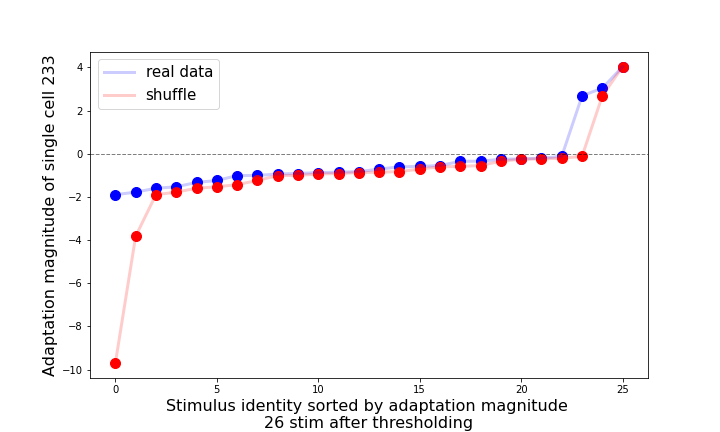 real data
shuffle
Adaptation magnitude of single cell 233
4
2
0
−2
−4
−6
−8
−10
0 5 10 15 20 25
Stimulus identity sorted by adaptation magnitude
26 stim after thresholding